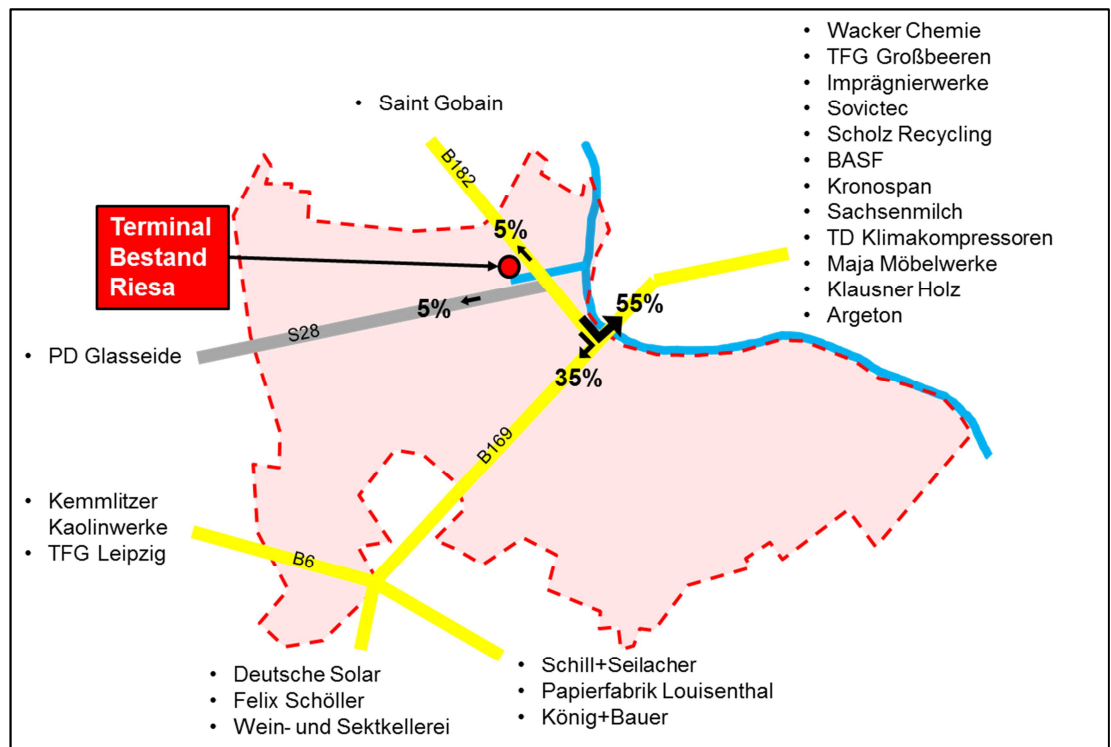 • Wacker Chemie
• TFG Großbeeren
• Imprägnierwerke
• Sovictec
• Scholz Recycling
• BASF
• Kronospan
• Sachsenmilch
• TD Klimakompressoren
• Maja Möbelwerke
• Klausner Holz
• Argeton
• Saint Gobain
B182
5%
Terminal
Bestand
Riesa
55%
5%
S28
• PD Glasseide
35%
B169
• Kemmlitzer
Kaolinwerke
• TFG Leipzig
B6
• Deutsche Solar
• Felix Schöller
• Wein- und Sektkellerei
• Schill+Seilacher
• Papierfabrik Louisenthal
• König+Bauer